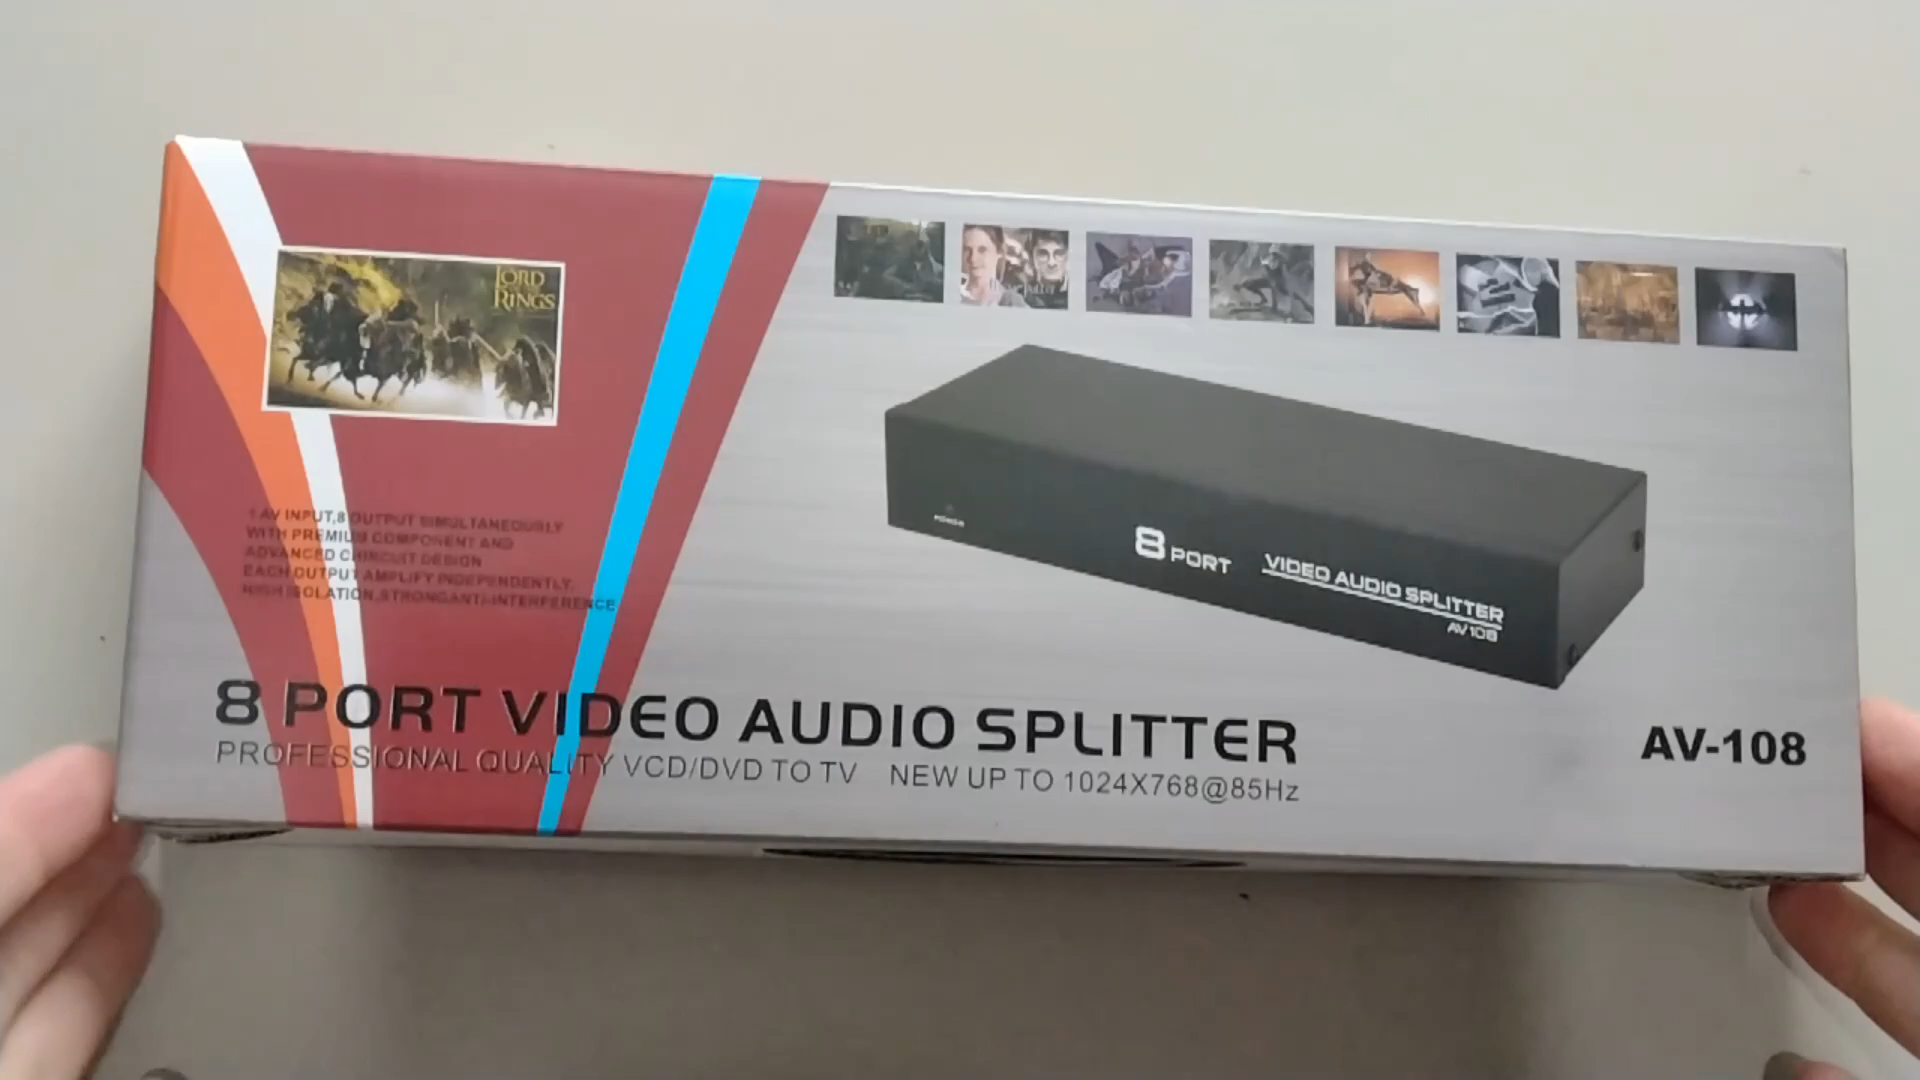 LORD
RINGS
1 AV INPUT,8 OUTPUT SIMULTANEOUSLY
WITH PREMIUM COMPONENT AND
ADVANCED CHIRCUIT DESIGN
EACH OUTPUT AMPLIFY INDEPENDENTLY.
HIGH ISOLATION,STRONGANTI-INTERFERENCE
POWER
8 PORT VIDEO AUDIO SPLITTER
AV108
8 PORT VIDEO AUDIO SPLITTER
PROFESSIONAL QUALITY VCD/DVD TO TV NEW UP TO 1024X768@85Hz
AV-108